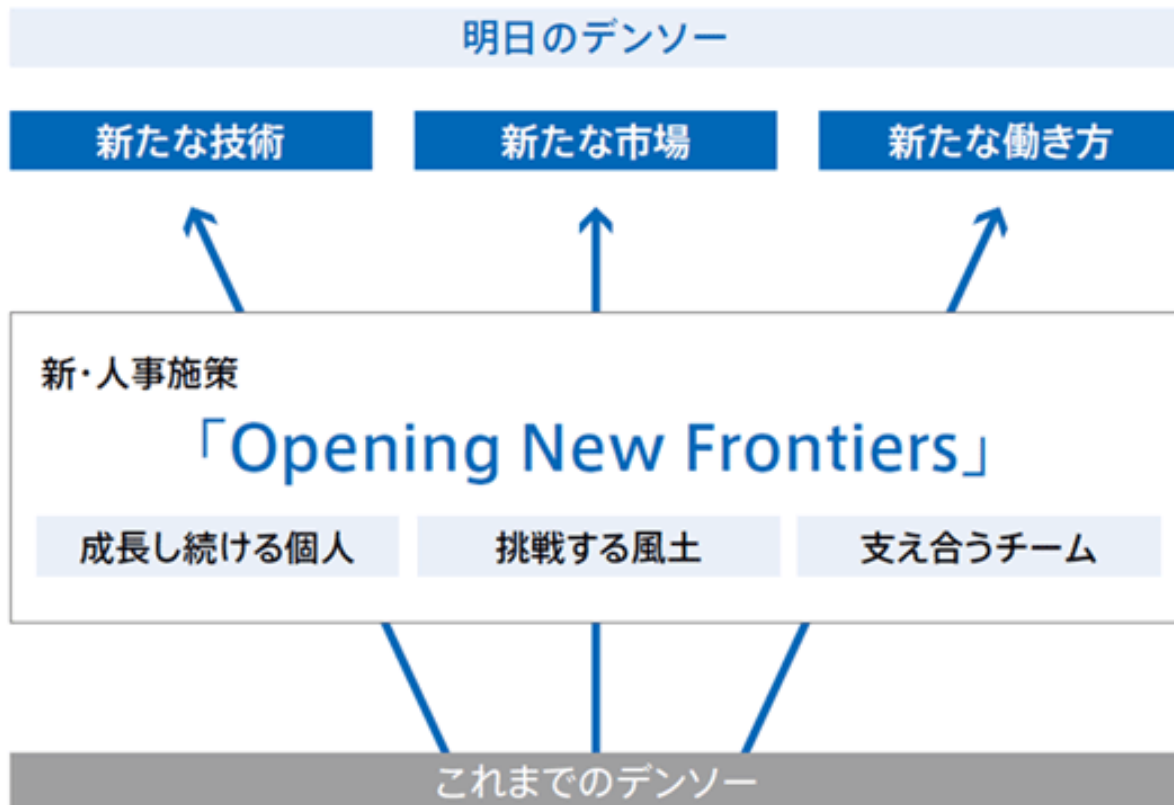 明日のデンソー
新たな技術 新たな市場 新たな働き方
新・人事施策
「Opening New Frontiers」
成長し続ける個人 挑戦する風土 支え合うチーム
これまでのデンソー